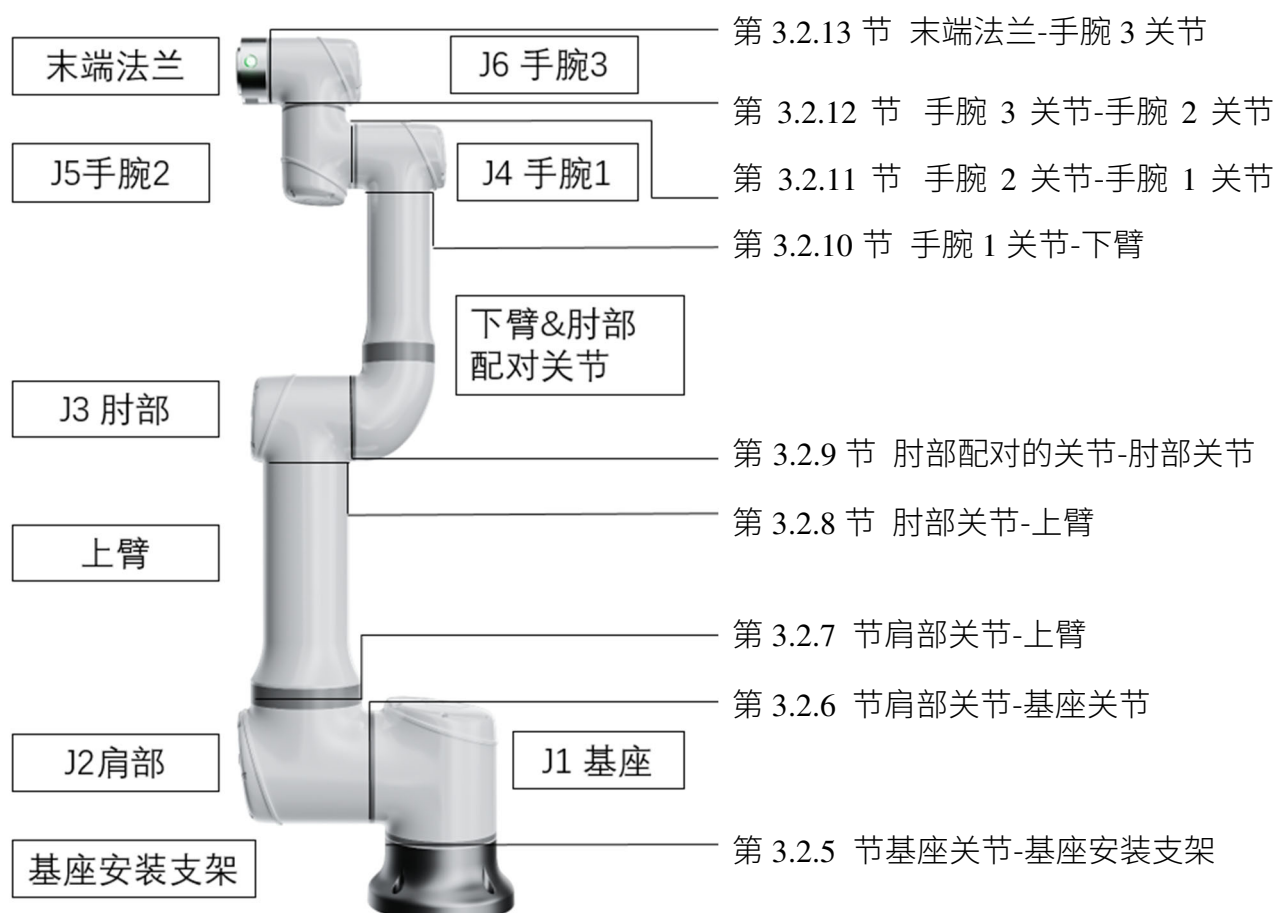 第 3.2.13 节 末端法兰-手腕 3 关节
末端法兰
J6 手腕3
第 3.2.12 节 手腕 3 关节-手腕 2 关节
J5手腕2
J4 手腕1
第 3.2.11 节 手腕 2 关节-手腕 1 关节
第 3.2.10 节 手腕 1 关节-下臂
下臂&肘部
配对关节
J3 肘部
第 3.2.9 节 肘部配对的关节-肘部关节
第 3.2.8 节 肘部关节-上臂
上臂
第 3.2.7 节肩部关节-上臂
第 3.2.6 节肩部关节-基座关节
J2肩部
J1 基座
第 3.2.5 节基座关节-基座安装支架
基座安装支架